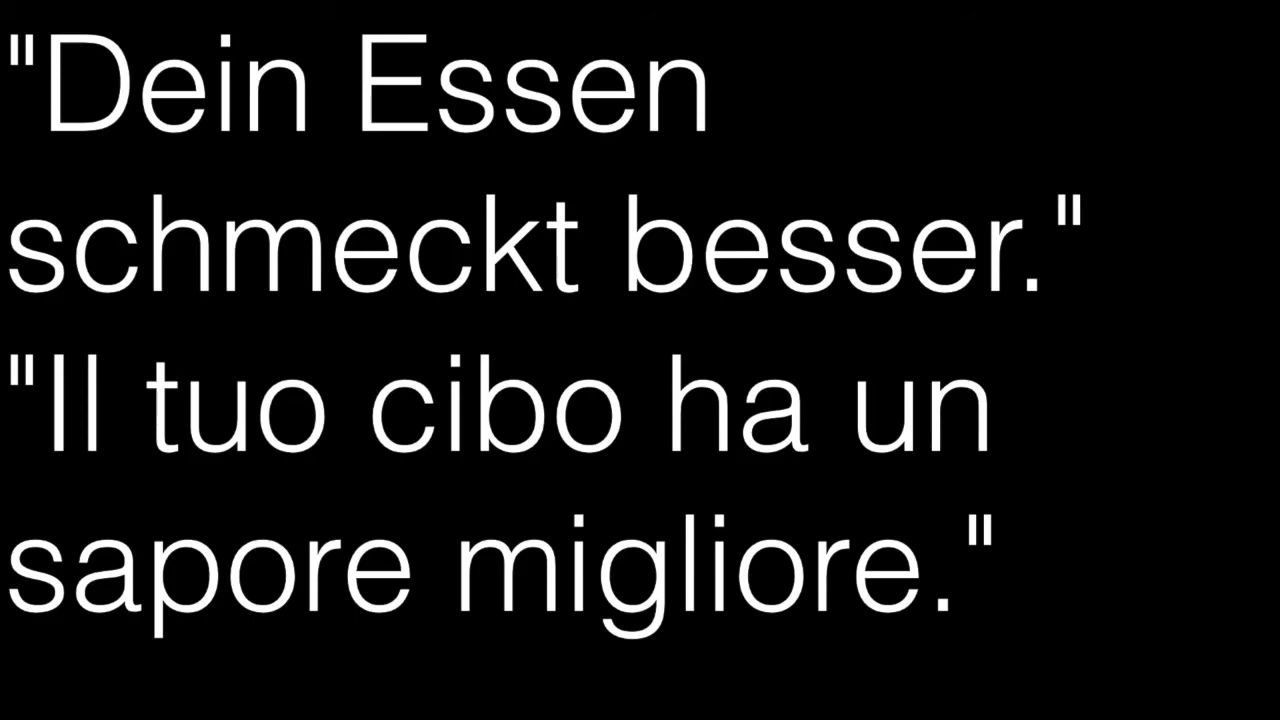 "Dein Essen
schmeckt besser."
"Il tuo cibo ha un
sapore migliore."